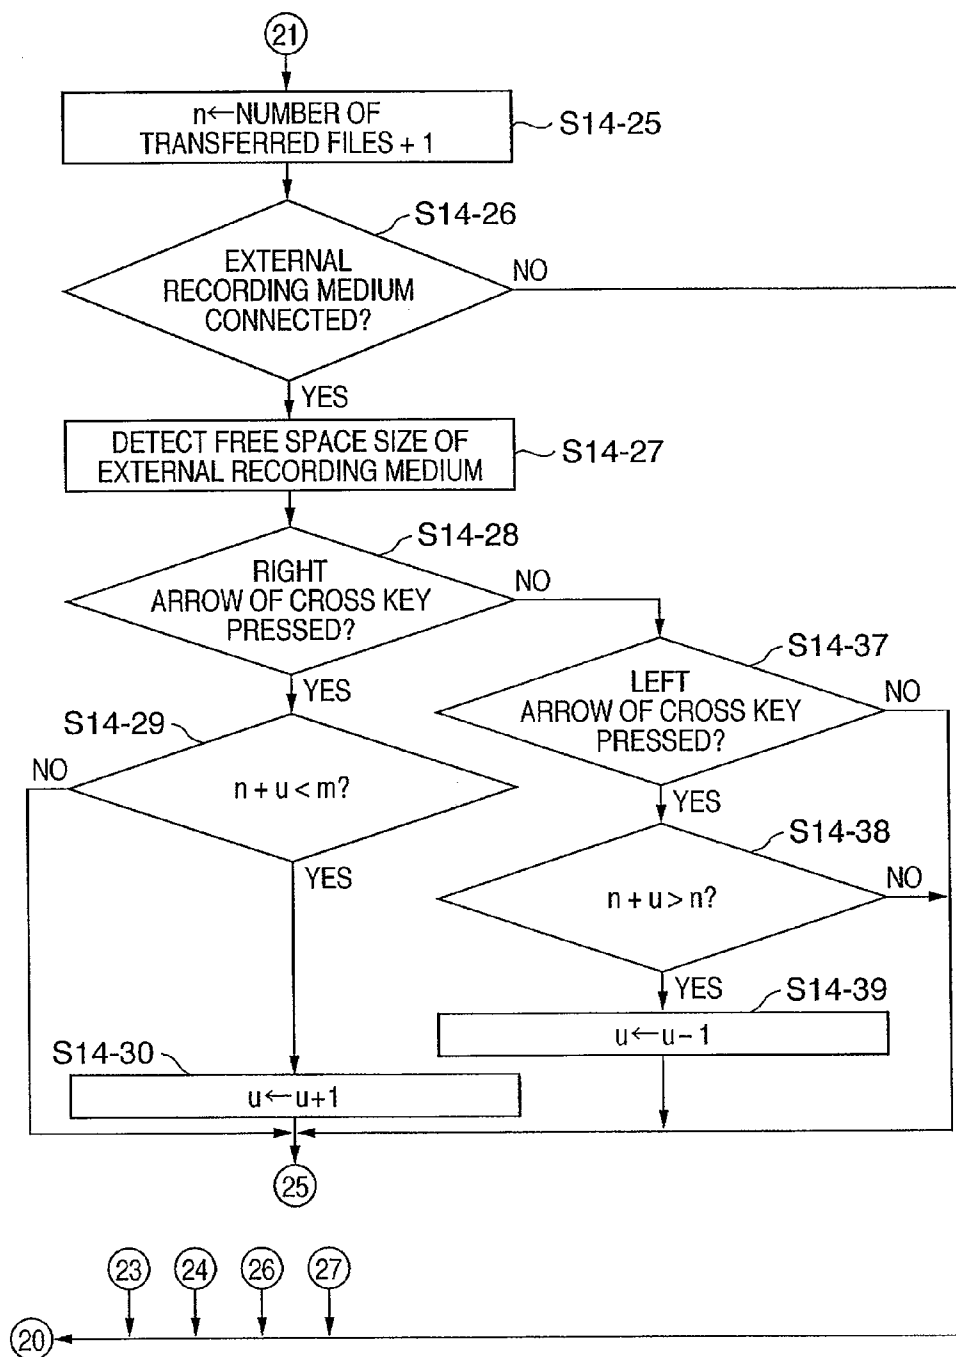 21
n←NUMBER OF
TRANSFERRED FILES + 1
S14-25
S14-26
EXTERNAL
RECORDING MEDIUM
CONNECTED?
NO
YES
DETECT FREE SPACE SIZE OF
EXTERNAL RECORDING MEDIUM
S14-27
S14-28
RIGHT
ARROW OF CROSS KEY
PRESSED?
NO
YES
S14-37
LEFT
ARROW OF CROSS KEY
PRESSED?
NO
YES
S14-29
n + u < m?
NO
YES
S14-38
n + u > n?
NO
YES
S14-39
u←u-1
S14-30
u←u+1
25
23 24 26 27
20